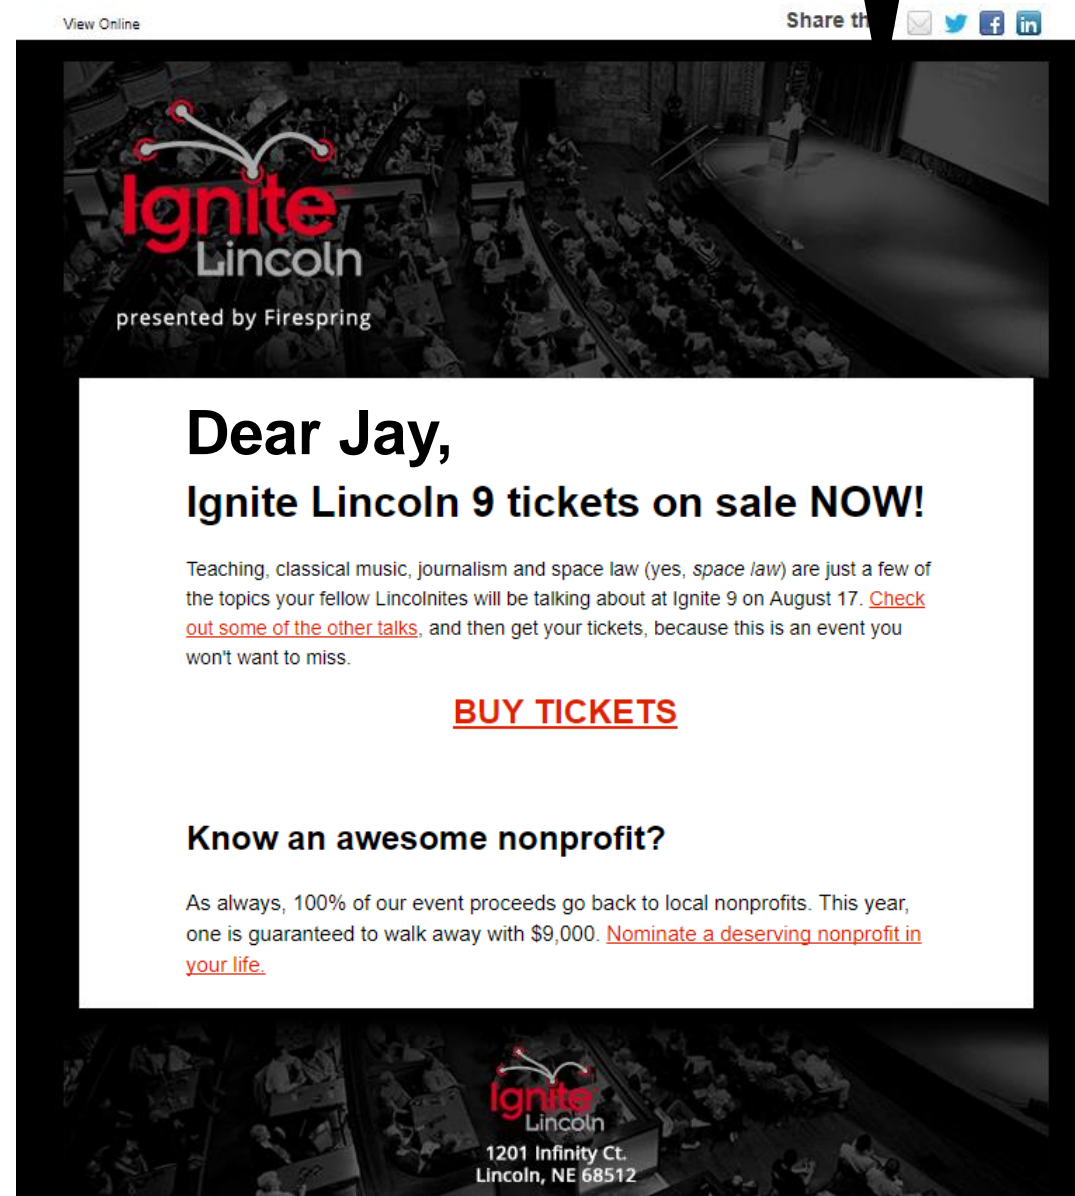 View Online
Share th
Ignite
Lincoln
presented by Firespring
Dear Jay,
Ignite Lincoln 9 tickets on sale NOW!
Teaching, classical music, journalism and space law (yes, space law) are just a few of
the topics your fellow Lincolnites will be talking about at Ignite 9 on August 17. Check
out some of the other talks, and then get your tickets, because this is an event you
won't want to miss.
BUY TICKETS
Know an awesome nonprofit?
As always, 100% of our event proceeds go back to local nonprofits. This year,
one is guaranteed to walk away with $9,000. Nominate a deserving nonprofit in
your life.
Ignite
Lincoln
1201 Infinity Ct.
Lincoln, NE 68512